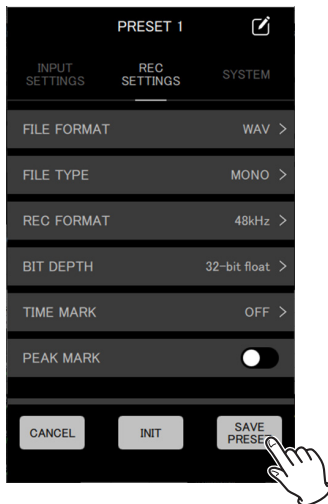 PRESET 1
INPUT
SETTINGS
REC
SETTINGS
SYSTEM
FILE FORMAT WAV >
FILE TYPE MONO >
REC FORMAT 48kHz >
BIT DEPTH 32-bit float >
TIME MARK OFF >
PEAK MARK
CANCEL
INIT
SAVE
PRESET